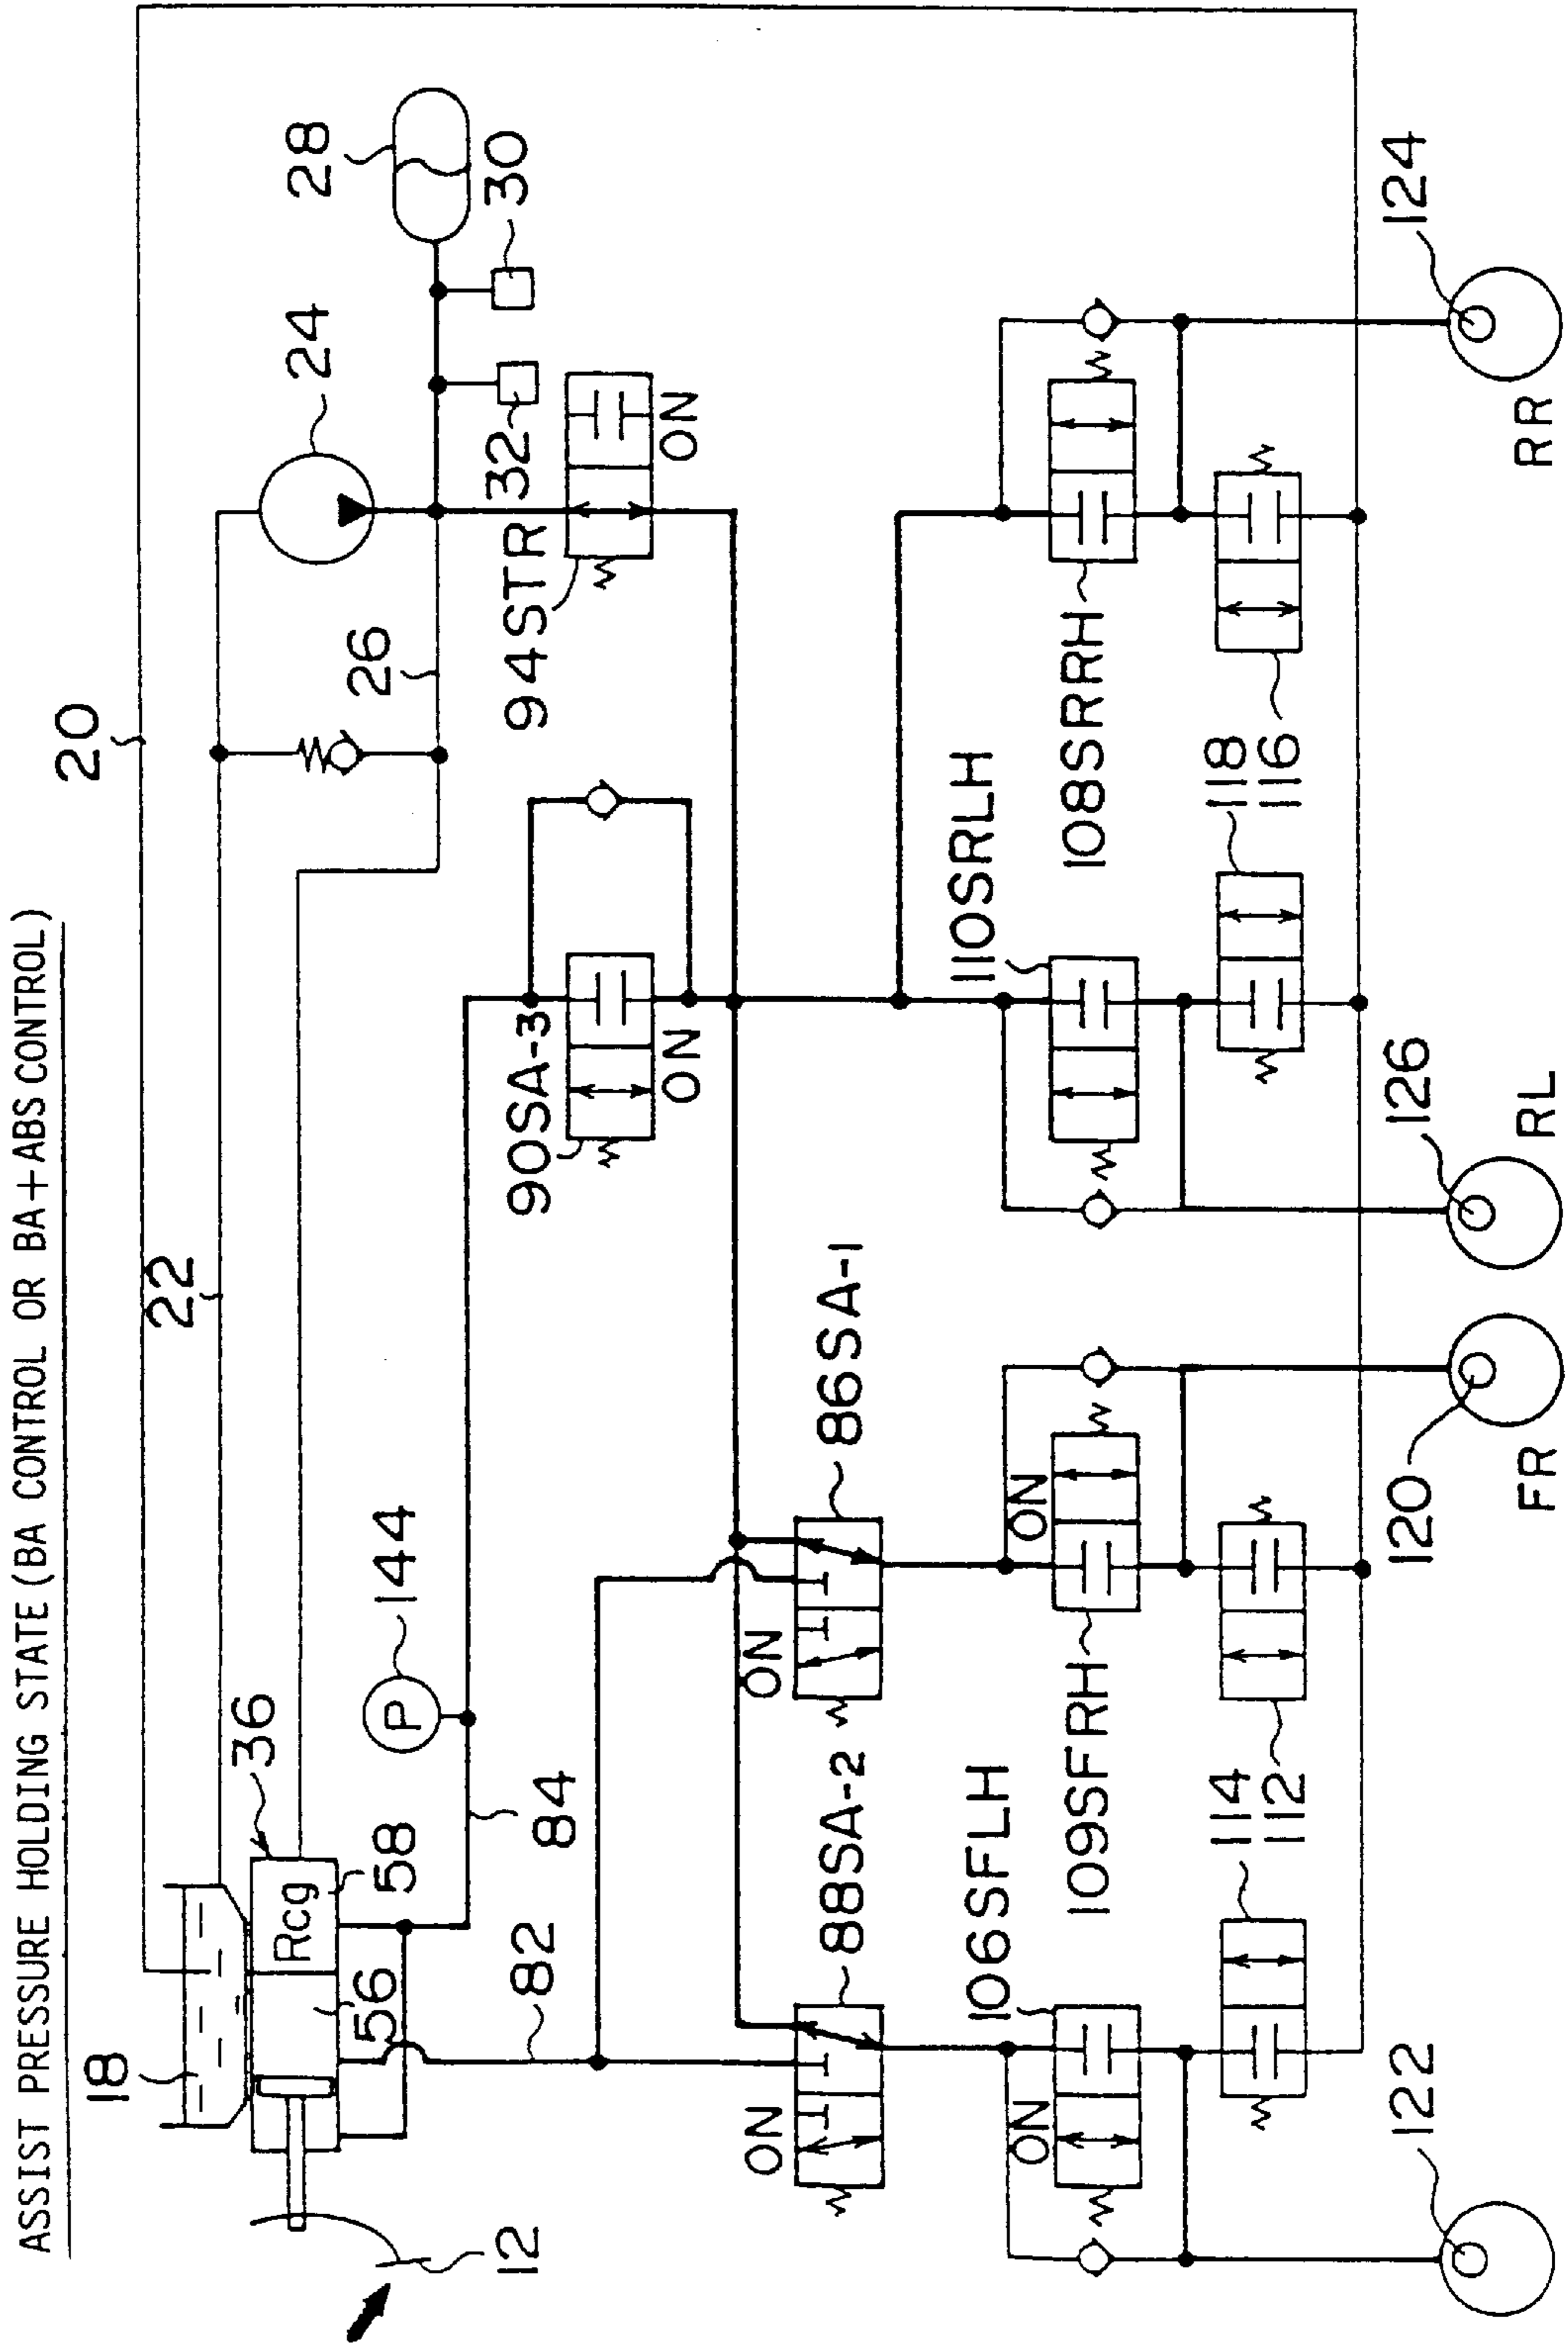 ASSIST PRESSURE HOLDING STATE (BA CONTROL OR BA+ABS CONTROL)
20
22
18
36
Rcg
58
56
12
82
84
144
P
26
24
28
30
32
94STR
ON
90SA-3
ON
86SA-1
ON
88SA-2
ON
106SFLH
ON
109SFRH
ON
110SRLH
108SRRH
114
112
118
116
122
120
FR
126
RL
124
RR